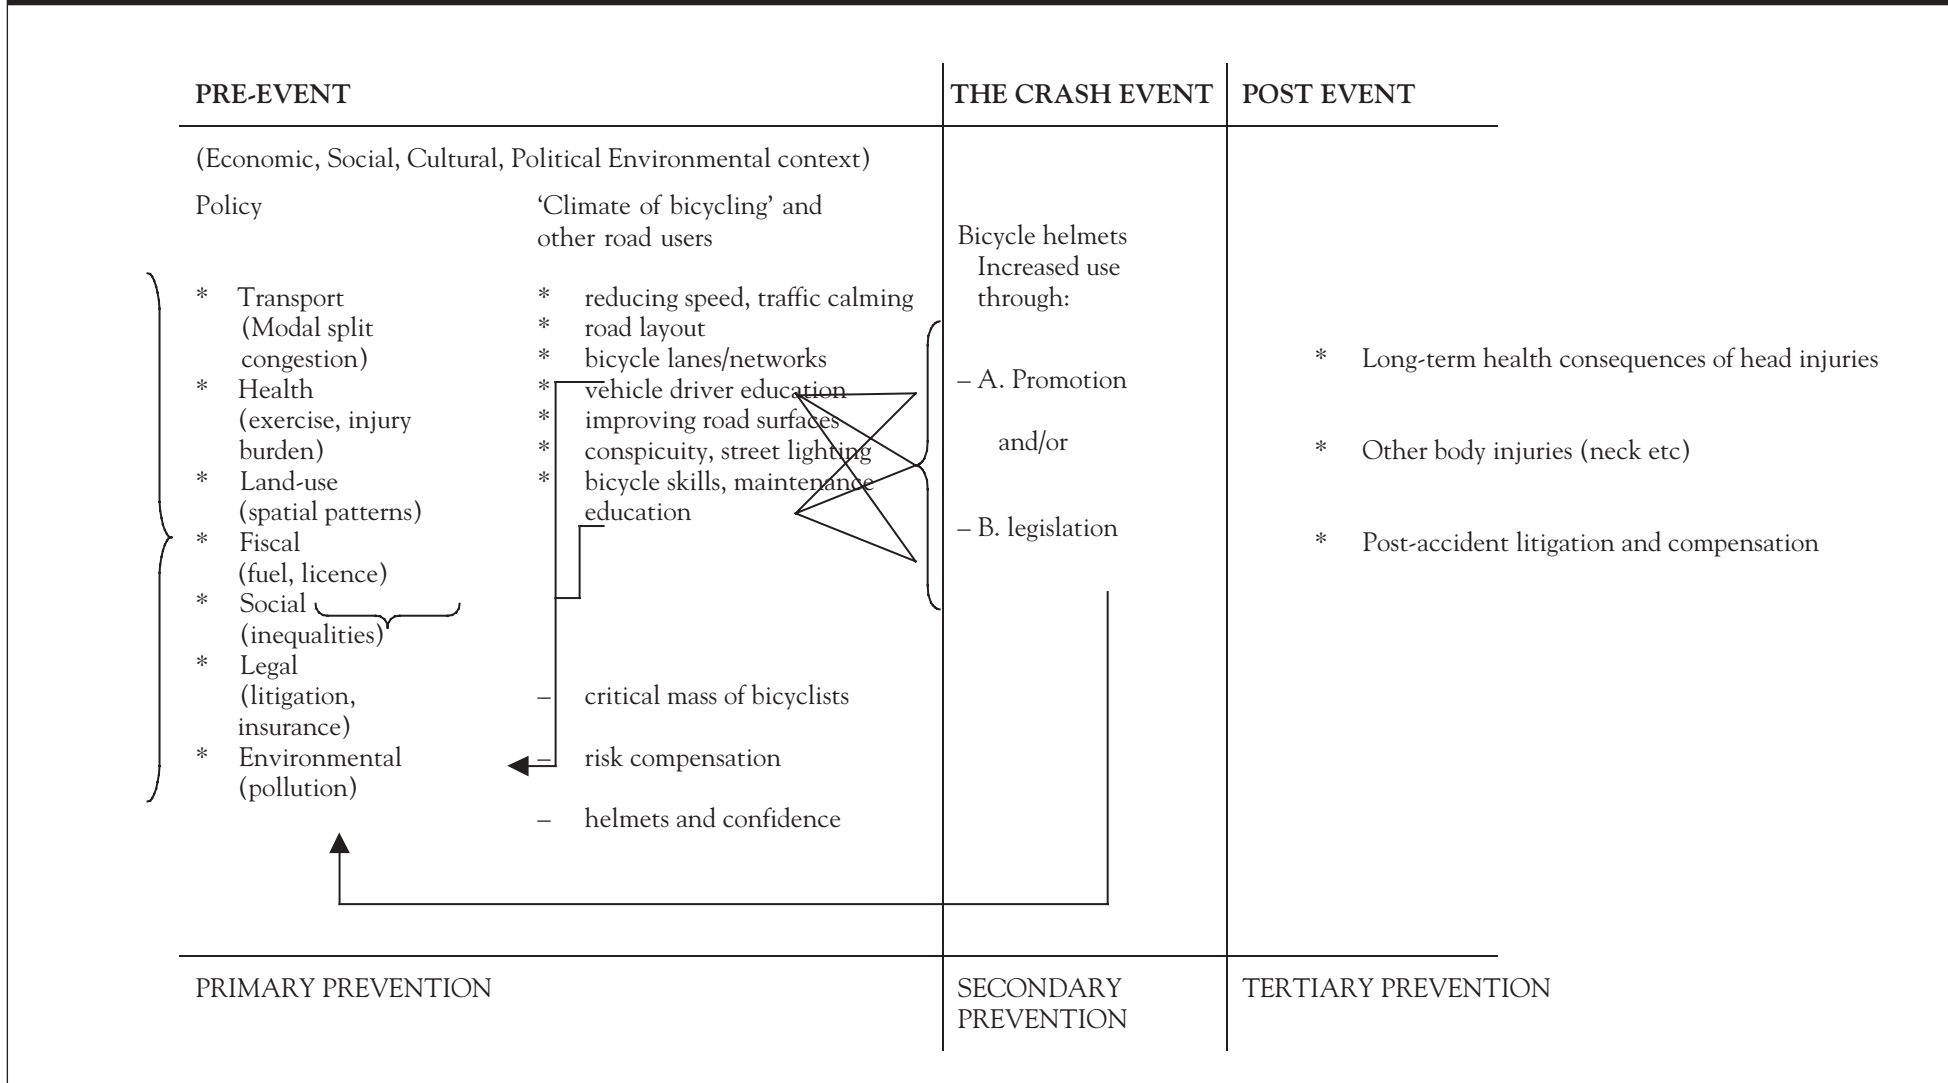 PRE-EVENT
THE CRASH EVENT
POST EVENT
(Economic, Social, Cultural, Political Environmental context)
Policy
* Transport
(Modal split
congestion)
* Health
(exercise, injury
burden)
* Land-use
(spatial patterns)
* Fiscal
(fuel, licence)
* Social
(inequalities)
* Legal
(litigation,
insurance)
* Environmental
(pollution)
‘Climate of bicycling’ and
other road users
* reducing speed, traffic calming
* road layout
* bicycle lanes/networks
* vehicle driver education
* improving road surfaces
* conspicuity, street lighting
* bicycle skills, maintenance
education
– critical mass of bicyclists
– risk compensation
– helmets and confidence
Bicycle helmets
Increased use
through:
– A. Promotion
and/or
– B. legislation
* Long-term health consequences of head injuries
* Other body injuries (neck etc)
* Post-accident litigation and compensation
PRIMARY PREVENTION
SECONDARY
PREVENTION
TERTIARY PREVENTION